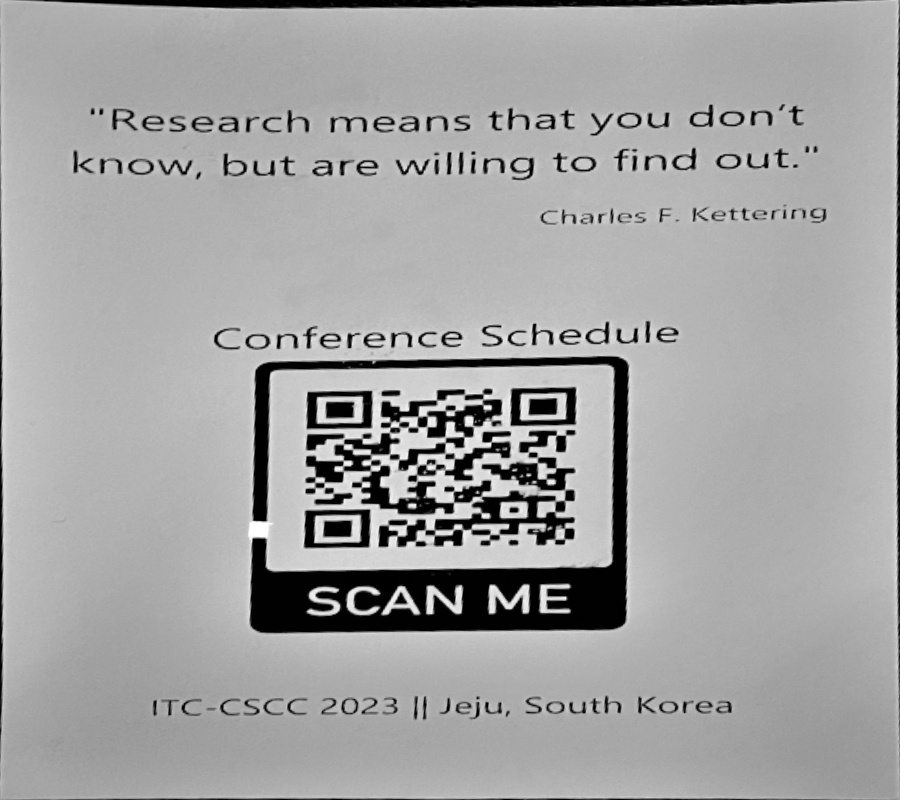 "Research means that you don't
know, but are willing to find out."
Charles F. Kettering
Conference Schedule
SCAN ME
ITC-CSCC 2023 || Jeju, South Korea